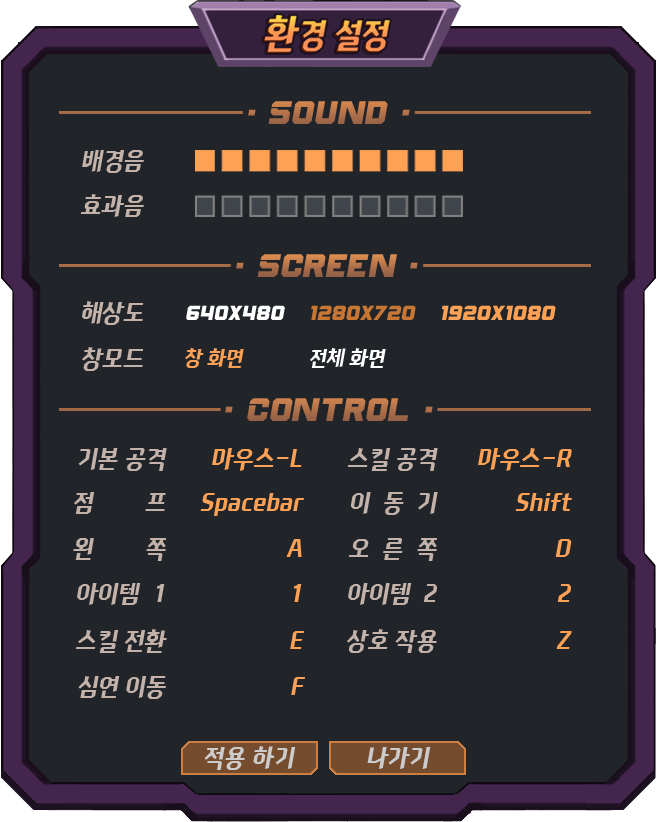 환경 설정
· SOUND ·
배경음
효과음
· SCREEN ·
해상도 640X480 1280X720 1920X1080
창모드 창 화면 전체 화면
· CONTROL ·
기본 공격 마우스-L 스킬 공격 마우스-R
점 프 Spacebar 이 동 기 Shift
왼 쪽 A 오 른 쪽 D
아이템 1 1 아이템 2 2
스킬 전환 E 상호 작용 Z
심연 이동 F
적용 하기 나가기